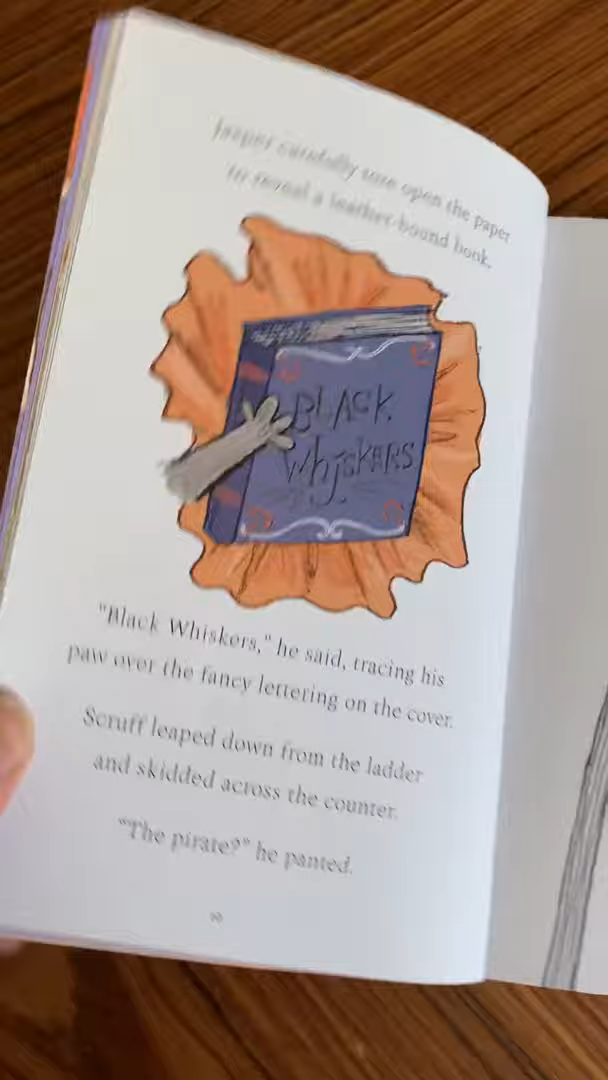 Jasper carefully tore open the paper
to reveal a leather-bound book.
BLACK
WhisKERS
"Black Whiskers," he said, tracing his
paw over the fancy lettering on the cover.
Scruff leaped down from the ladder
and skidded across the counter.
"The pirate?" he panted.